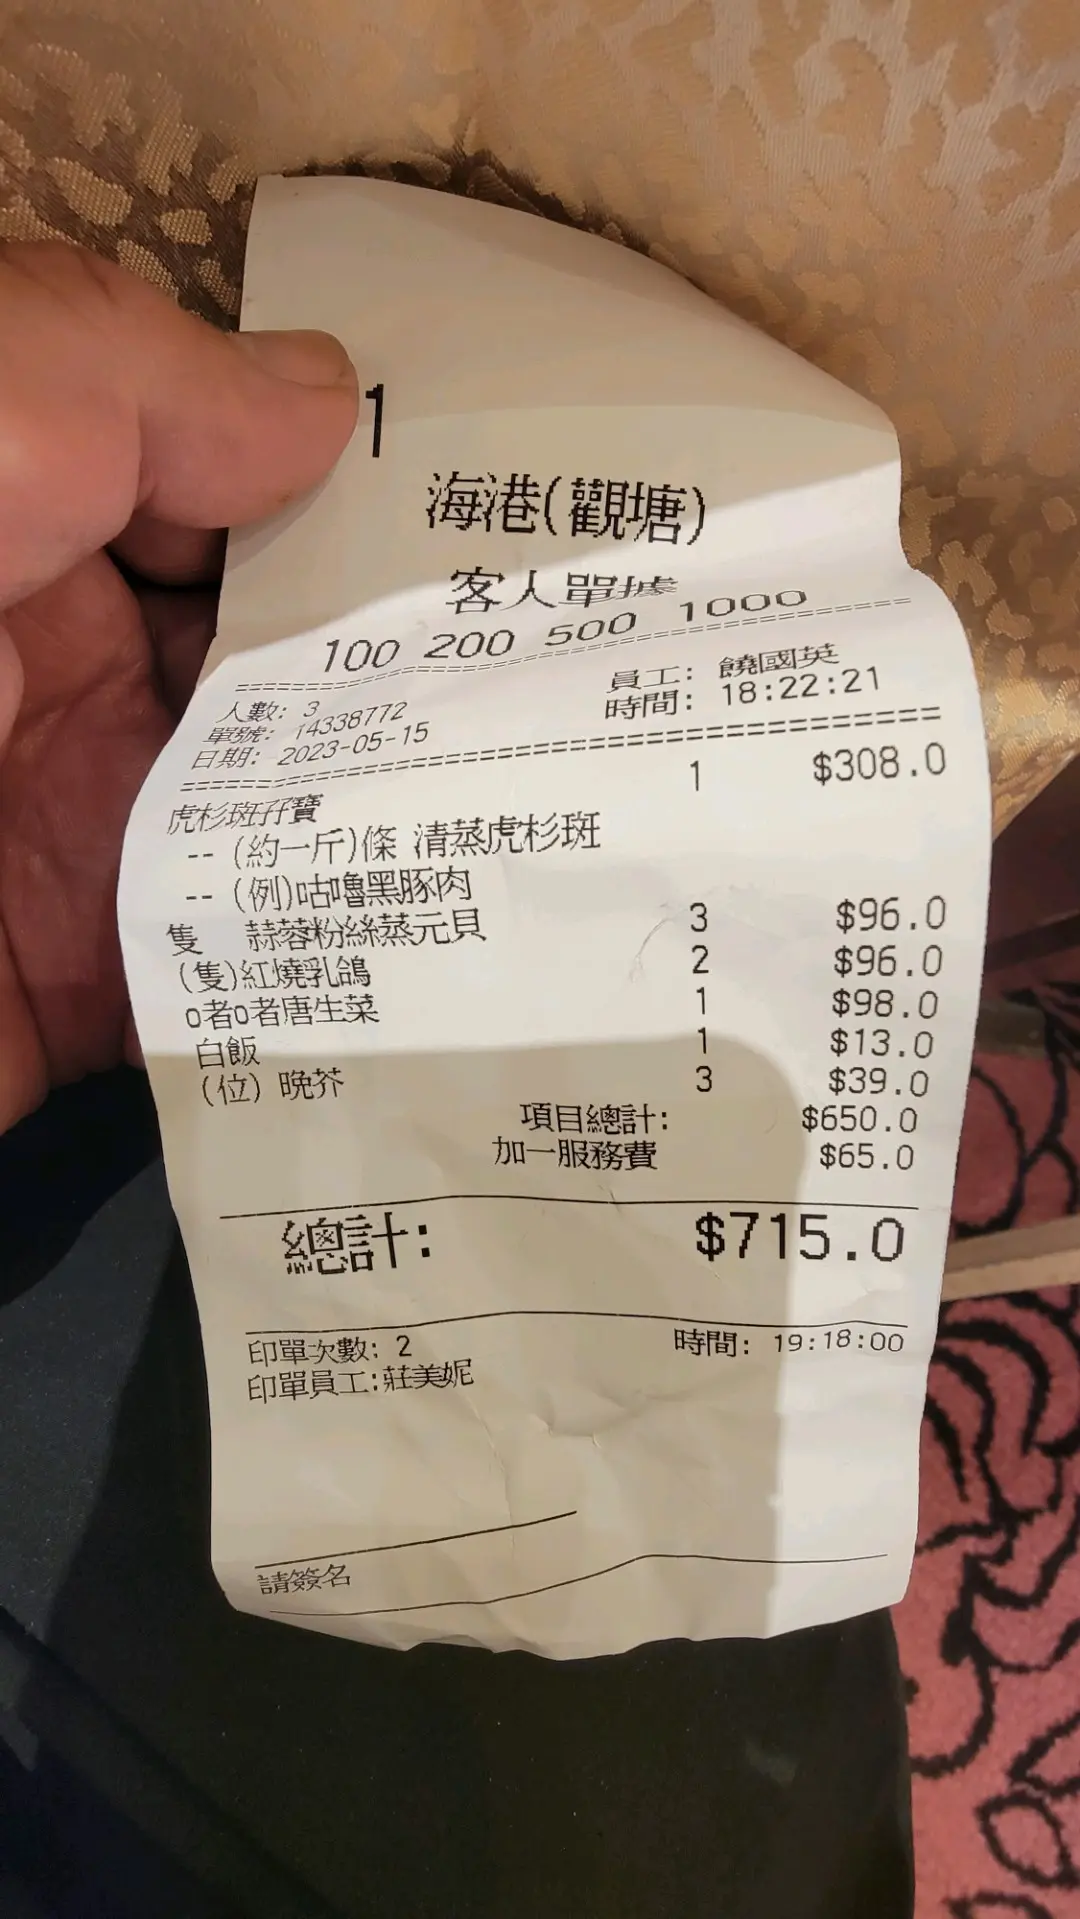 1
海港(觀塘)
客人單據
100 200 500 1000
人數: 3 員工: 饒國英
單號: 14338772 時間: 18:22:21
日期: 2023-05-15
虎杉斑孖寶 1 $308.0
-- (約一斤)條 清蒸虎杉斑
-- (例)咕嚕黑豚肉
隻 蒜蓉粉絲蒸元貝 3 $96.0
(隻)紅燒乳鴿 2 $96.0
o者o者唐生菜 1 $98.0
白飯 1 $13.0
(位) 晩芥 3 $39.0
項目總計: $650.0
加一服務費 $65.0
總計: $715.0
印單次數: 2 時間: 19:18:00
印單員工:莊美妮
請簽名